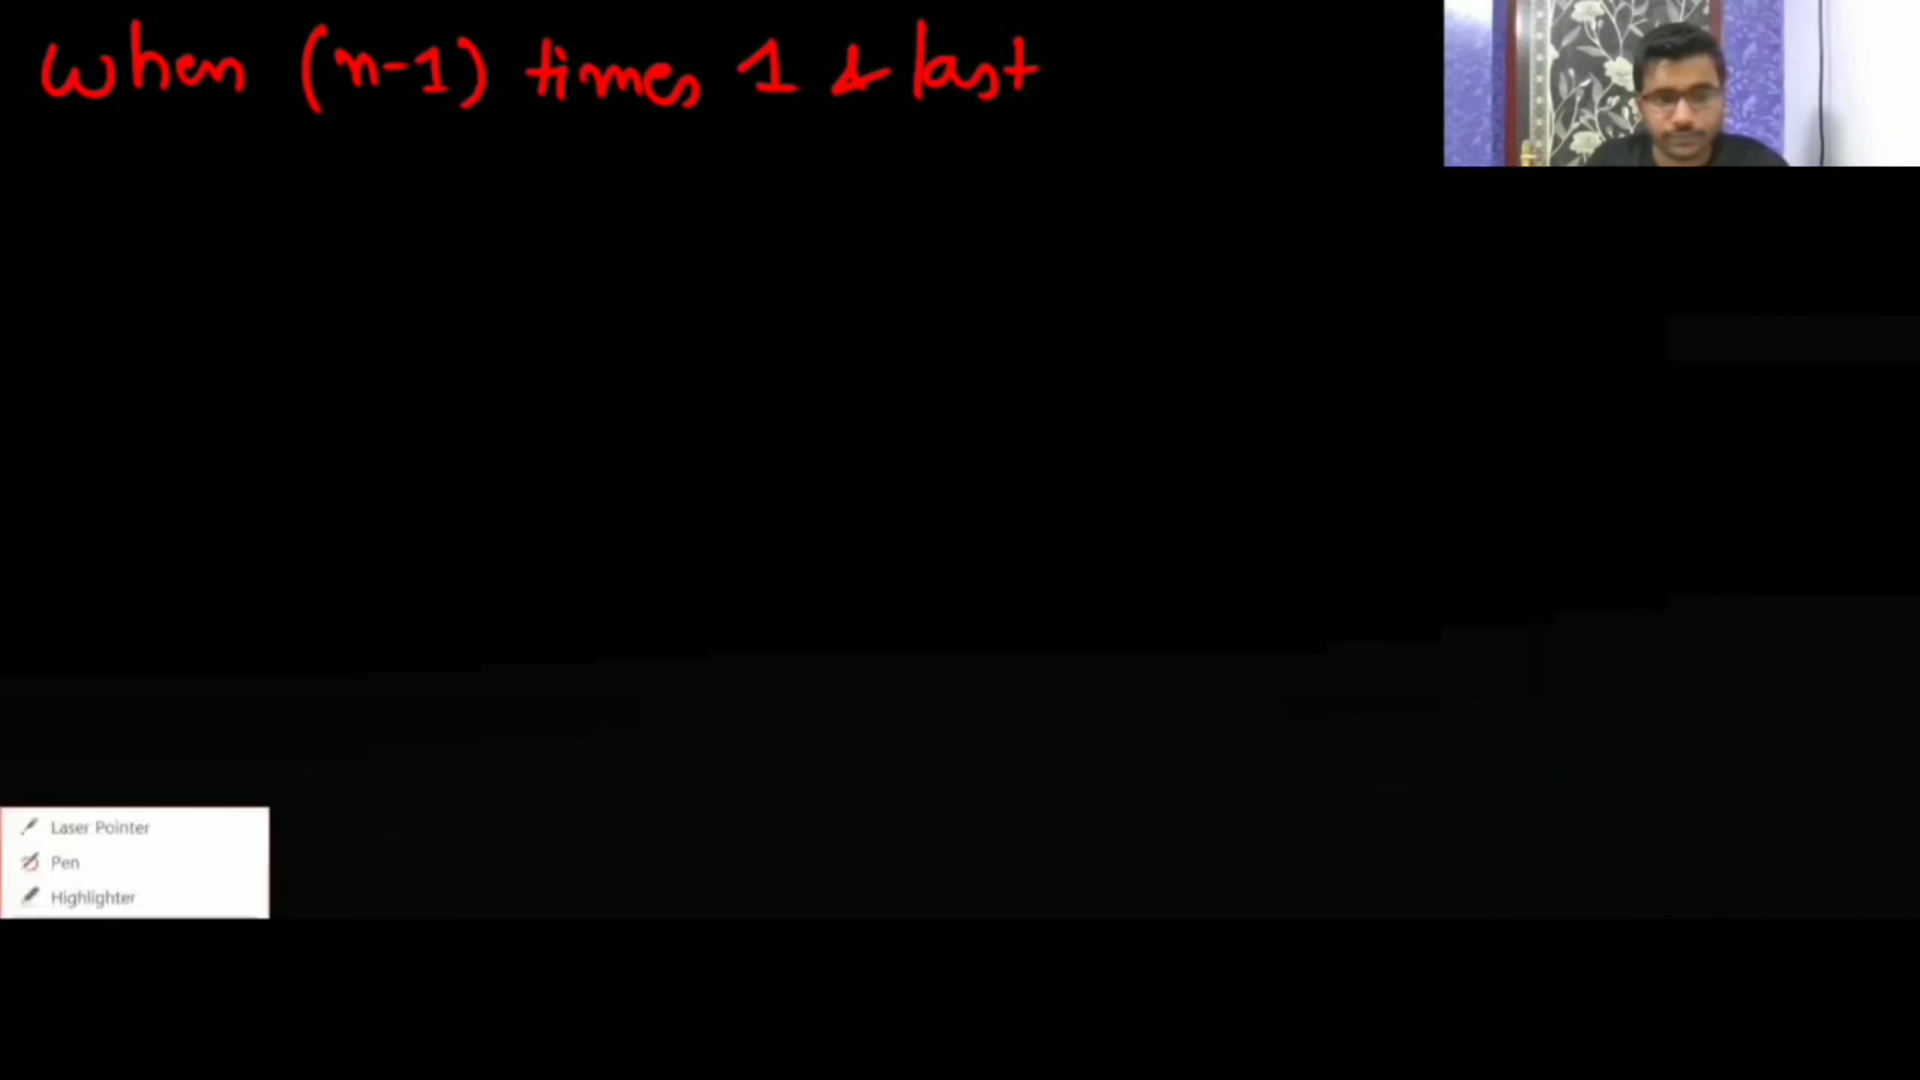 when (n-1) times 1 & last
Laser Pointer
Pen
Highlighter